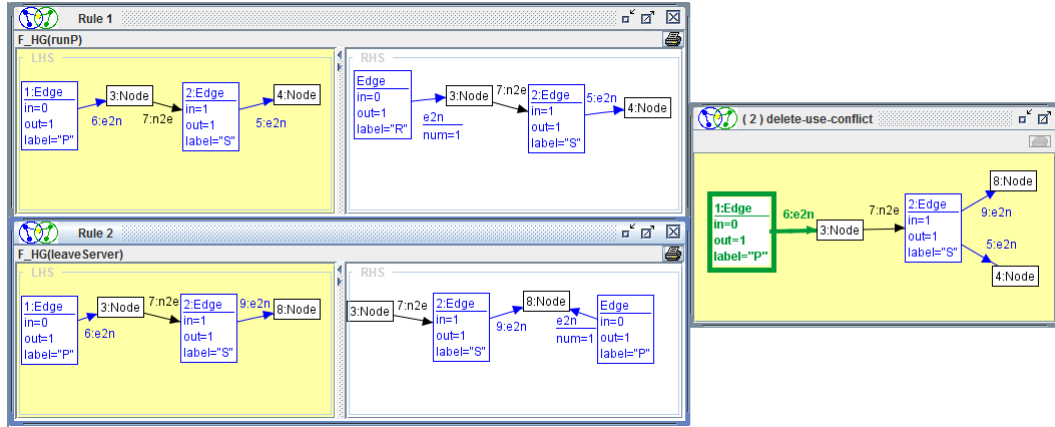 Rule 1
F_HG(runP)
LHS
1:Edge
in=0
out=1
label="P"
6:e2n
3:Node
7:n2e
2:Edge
in=1
out=1
label="S"
5:e2n
4:Node
RHS
Edge
in=0
out=1
label="R"
e2n
num=1
3:Node
7:n2e
2:Edge
in=1
out=1
label="S"
5:e2n
4:Node
Rule 2
F_HG(leaveServer)
LHS
1:Edge
in=0
out=1
label="P"
6:e2n
3:Node
7:n2e
2:Edge
in=1
out=1
label="S"
9:e2n
8:Node
RHS
3:Node
7:n2e
2:Edge
in=1
out=1
label="S"
9:e2n
8:Node
e2n
num=1
Edge
in=0
out=1
label="P"
( 2 ) delete-use-conflict
1:Edge
in=0
out=1
label="P"
6:e2n
3:Node
7:n2e
2:Edge
in=1
out=1
label="S"
8:Node
9:e2n
5:e2n
4:Node